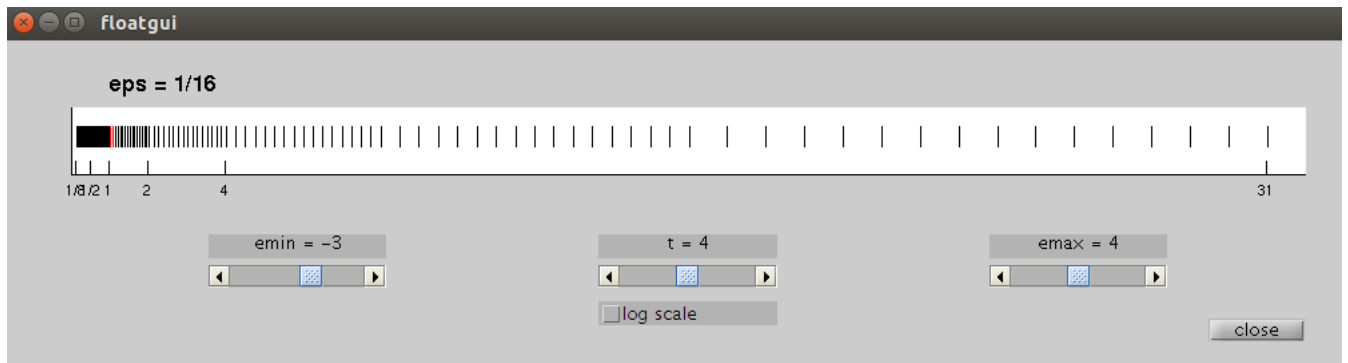 floatgui
eps = 1/16
1/8 1/2 1 2 4 31
emin = −3 t = 4 emax = 4
log scale
close